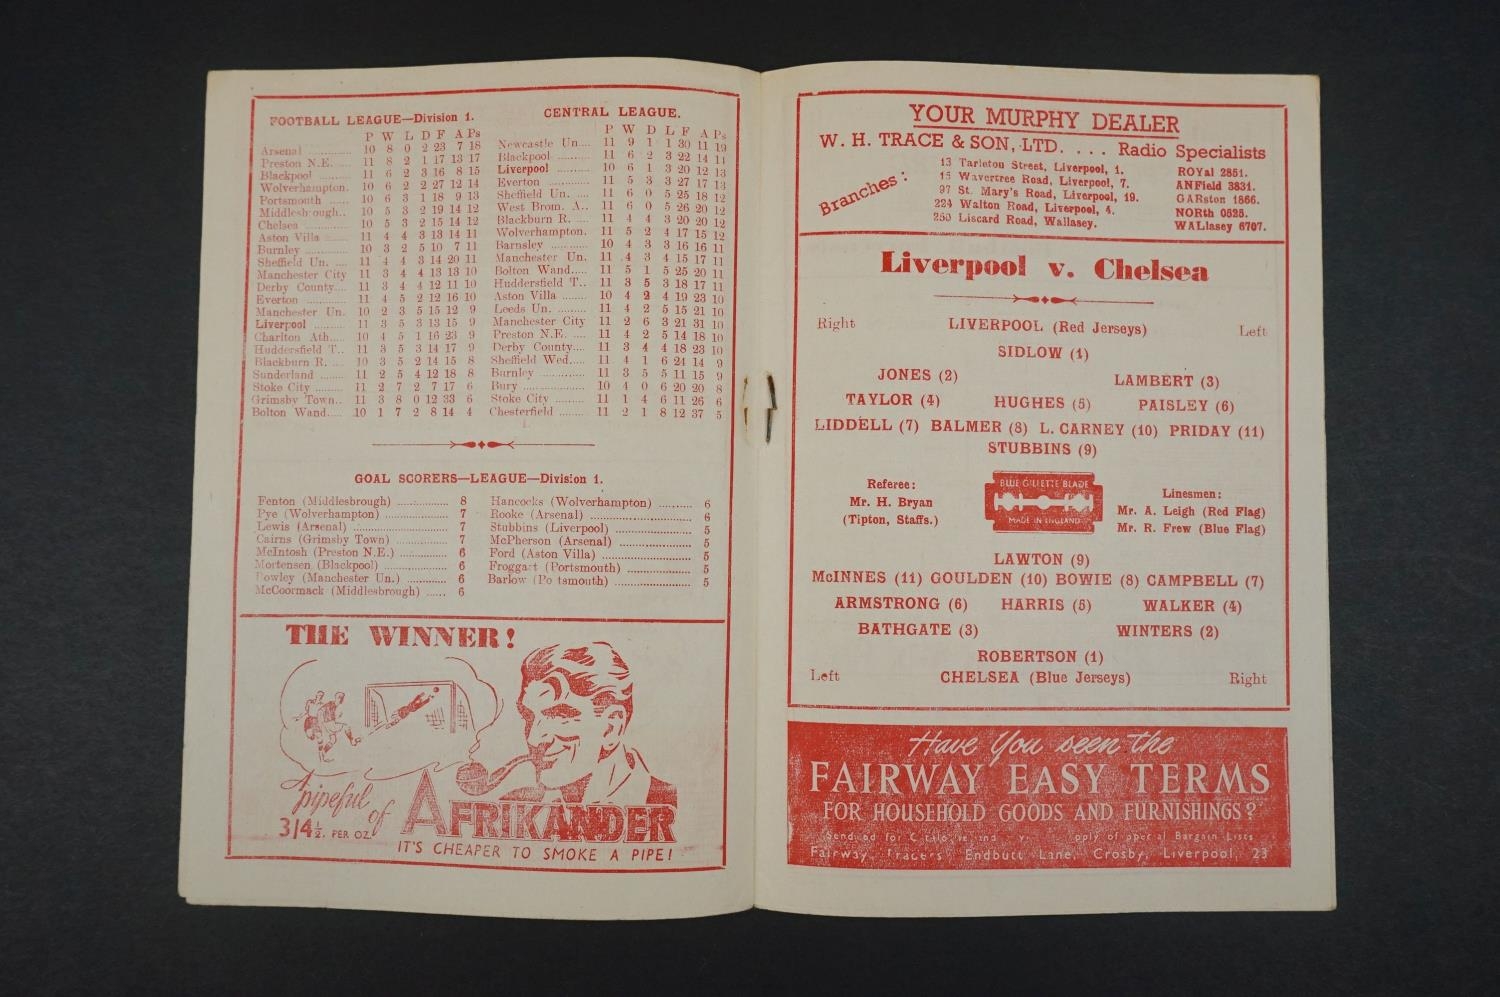 FOOTBALL LEAGUE—Division 1.
P W L D F A Ps
Arsenal ............ 10 8 0 2 23 7 18
Preston N.E. ..... 11 8 2 1 17 13 17
Blackpool ......... 11 6 2 3 16 8 15
Wolverhampton. 10 6 2 2 27 12 14
Portsmouth ..... 10 6 3 1 18 9 13
Middlesbrough.. 10 5 3 2 19 14 12
Chelsea ............ 10 5 3 2 15 14 12
Aston Villa ...... 11 4 4 3 13 14 11
Burnley ............ 10 3 2 5 10 7 11
Sheffield Un. .... 11 4 4 3 14 20 11
Manchester City 11 3 4 4 13 13 10
Derby County.... 11 3 4 4 12 11 10
Everton ............ 11 4 5 2 12 16 10
Manchester Un. 10 2 3 5 15 12 9
Liverpool .......... 11 3 5 3 13 15 9
Charlton Ath..... 10 4 5 1 16 23 9
Huddersfield T.. 11 3 5 3 14 17 9
Blackburn R. .... 10 3 5 2 14 15 8
Sunderland ........ 11 2 5 4 12 18 8
Stoke City ......... 11 2 7 2 7 17 6
Grimsby Town.. 11 3 8 0 12 33 6
Bolton Wand..... 10 1 7 2 8 14 4
CENTRAL LEAGUE.
P W D L F A Ps
Newcastle Un.... 11 9 1 1 30 11 19
Blackpool .......... 11 6 2 3 22 14 14
Liverpool .......... 10 6 1 3 20 12 13
Everton ............ 11 5 3 3 27 17 13
Sheffield Un. .... 11 6 0 5 25 18 12
West Brom. A.. 11 6 0 5 26 20 12
Blackburn R. .... 11 4 4 3 20 20 12
Wolverhampton. 11 5 2 4 17 15 12
Barnsley ........... 10 4 3 3 16 16 11
Manchester Un. 11 4 3 4 15 17 11
Bolton Wand..... 11 5 1 5 25 20 11
Huddersfield T.. 11 3 5 3 18 17 11
Aston Villa ........ 10 4 2 4 19 23 10
Leeds Un. ......... 11 4 2 5 15 21 10
Manchester City 11 2 6 3 21 31 10
Preston N.E. .... 11 4 2 5 14 18 10
Derby County.... 11 3 4 4 18 23 10
Sheffield Wed..... 11 4 1 6 24 14 9
Burnley ............. 11 3 5 5 11 15 9
Bury ................. 10 4 0 6 20 20 8
Stoke City ......... 11 1 4 6 11 26 6
Chesterfield ........ 11 2 1 8 12 37 5
GOAL SCORERS—LEAGUE—Division 1.
Fenton (Middlesbrough) ............. 8
Pye (Wolverhampton) ................ 7
Lewis (Arsenal) ........................ 7
Cairns (Grimsby Town) ............. 7
McIntosh (Preston N.E.) ............ 6
Mortensen (Blackpool) ............... 6
Rowley (Manchester Un.) ........... 6
McCoormack (Middlesbrough) ...... 6
Hancocks (Wolverhampton) ......... 6
Rooke (Arsenal) ........................ 6
Stubbins (Liverpool) .................. 5
McPherson (Arsenal) .................. 5
Ford (Aston Villa) ..................... 5
Froggart (Portsmouth) ............... 5
Barlow (Po tsmouth) .................. 5
THE WINNER!
A pipeful of
AFRIKANDER
3/4½. PER OZ.
IT'S CHEAPER TO SMOKE A PIPE!
YOUR MURPHY DEALER
W. H. TRACE & SON, LTD. . . . . Radio Specialists
Branches:
13 Tarleton Street, Liverpool, 1. ROYal 2851.
15 Wavertree Road, Liverpool, 7. ANField 3831.
97 St. Mary's Road, Liverpool, 19. GARston 1866.
224 Walton Road, Liverpool, 4. NORth 0525.
250 Liscard Road, Wallasey. WALlasey 6707.
Liverpool v. Chelsea
Right LIVERPOOL (Red Jerseys) Left
SIDLOW (1)
JONES (2) LAMBERT (3)
TAYLOR (4) HUGHES (5) PAISLEY (6)
LIDDELL (7) BALMER (8) L. CARNEY (10) PRIDAY (11)
STUBBINS (9)
Referee:
Mr. H. Bryan
(Tipton, Staffs.)
BLUE GILLETTE BLADE
MADE IN ENGLAND
Linesmen:
Mr. A. Leigh (Red Flag)
Mr. R. Frew (Blue Flag)
LAWTON (9)
McINNES (11) GOULDEN (10) BOWIE (8) CAMPBELL (7)
ARMSTRONG (6) HARRIS (5) WALKER (4)
BATHGATE (3) WINTERS (2)
ROBERTSON (1)
Left CHELSEA (Blue Jerseys) Right
Have You seen the
FAIRWAY EASY TERMS
FOR HOUSEHOLD GOODS AND FURNISHINGS?
Bargain Lists
Fairway Tracers, Endbutt Lane, Crosby, Liverpool, 23